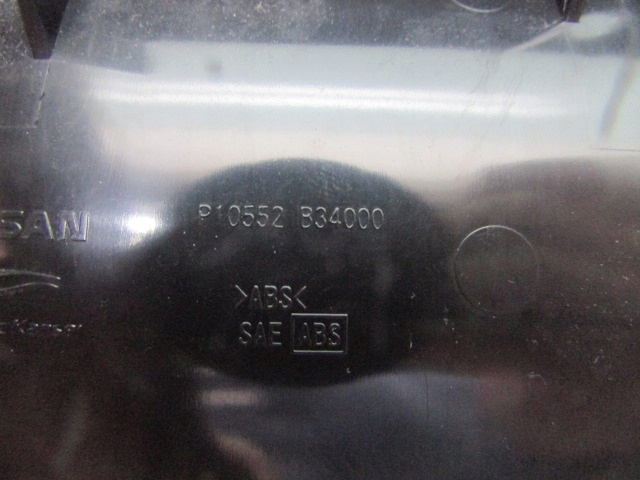 SAN
P10552 B34000
>ABS<
SAE ABS